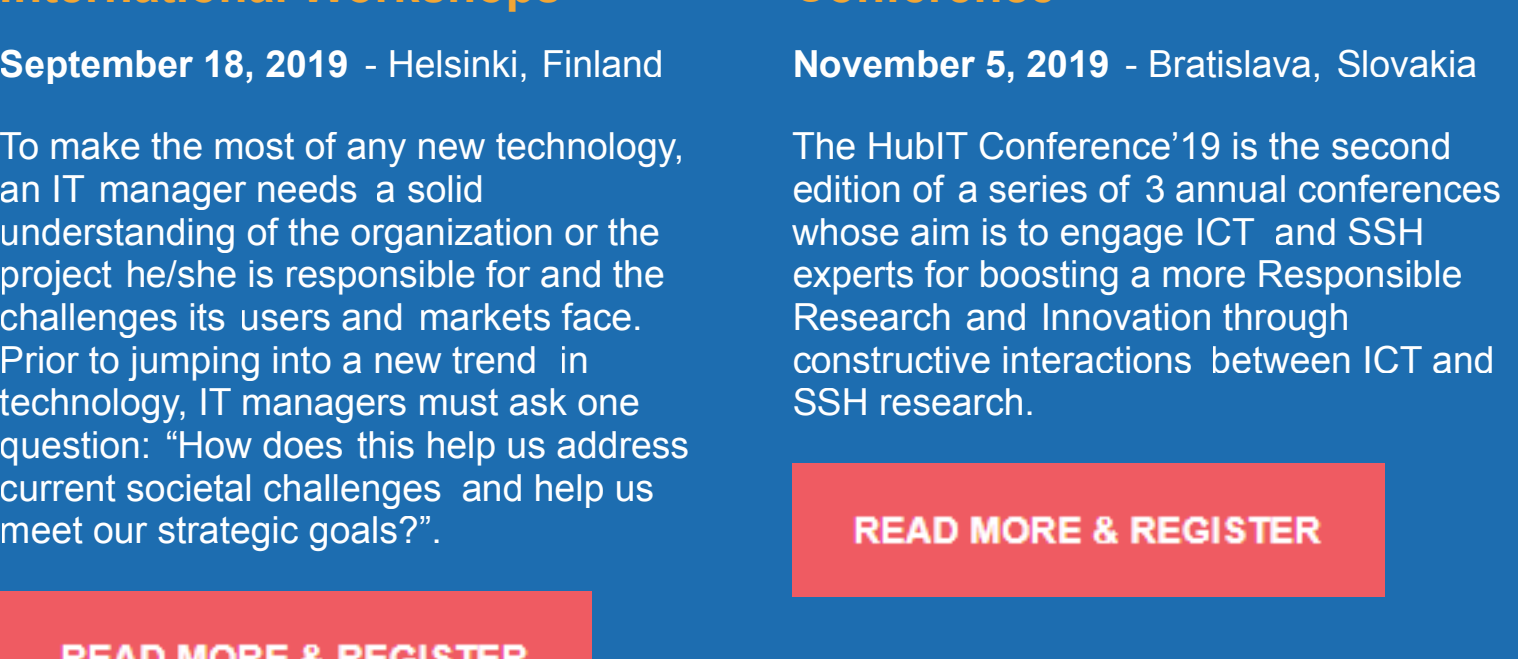 International Workshops
September 18, 2019 - Helsinki, Finland
To make the most of any new technology,
an IT manager needs a solid
understanding of the organization or the
project he/she is responsible for and the
challenges its users and markets face.
Prior to jumping into a new trend in
technology, IT managers must ask one
question: “How does this help us address
current societal challenges and help us
meet our strategic goals?”.
READ MORE & REGISTER
Conference
November 5, 2019 - Bratislava, Slovakia
The HubIT Conference’19 is the second
edition of a series of 3 annual conferences
whose aim is to engage ICT and SSH
experts for boosting a more Responsible
Research and Innovation through
constructive interactions between ICT and
SSH research.
READ MORE & REGISTER